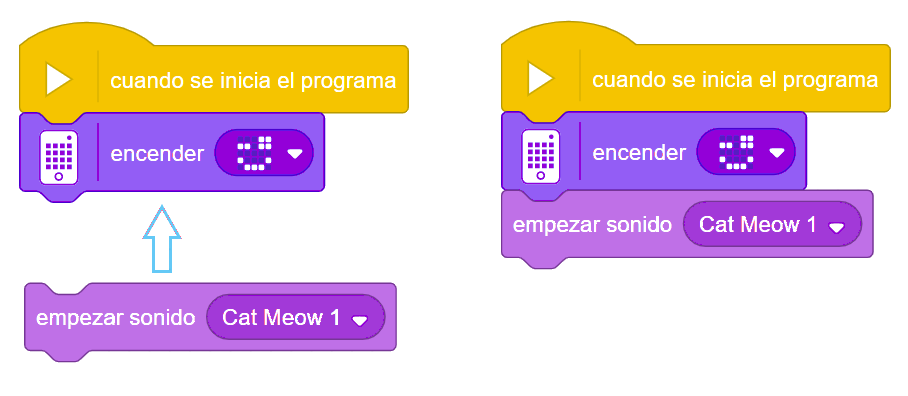 cuando se inicia el programa
encender
empezar sonido Cat Meow 1
cuando se inicia el programa
encender
empezar sonido Cat Meow 1